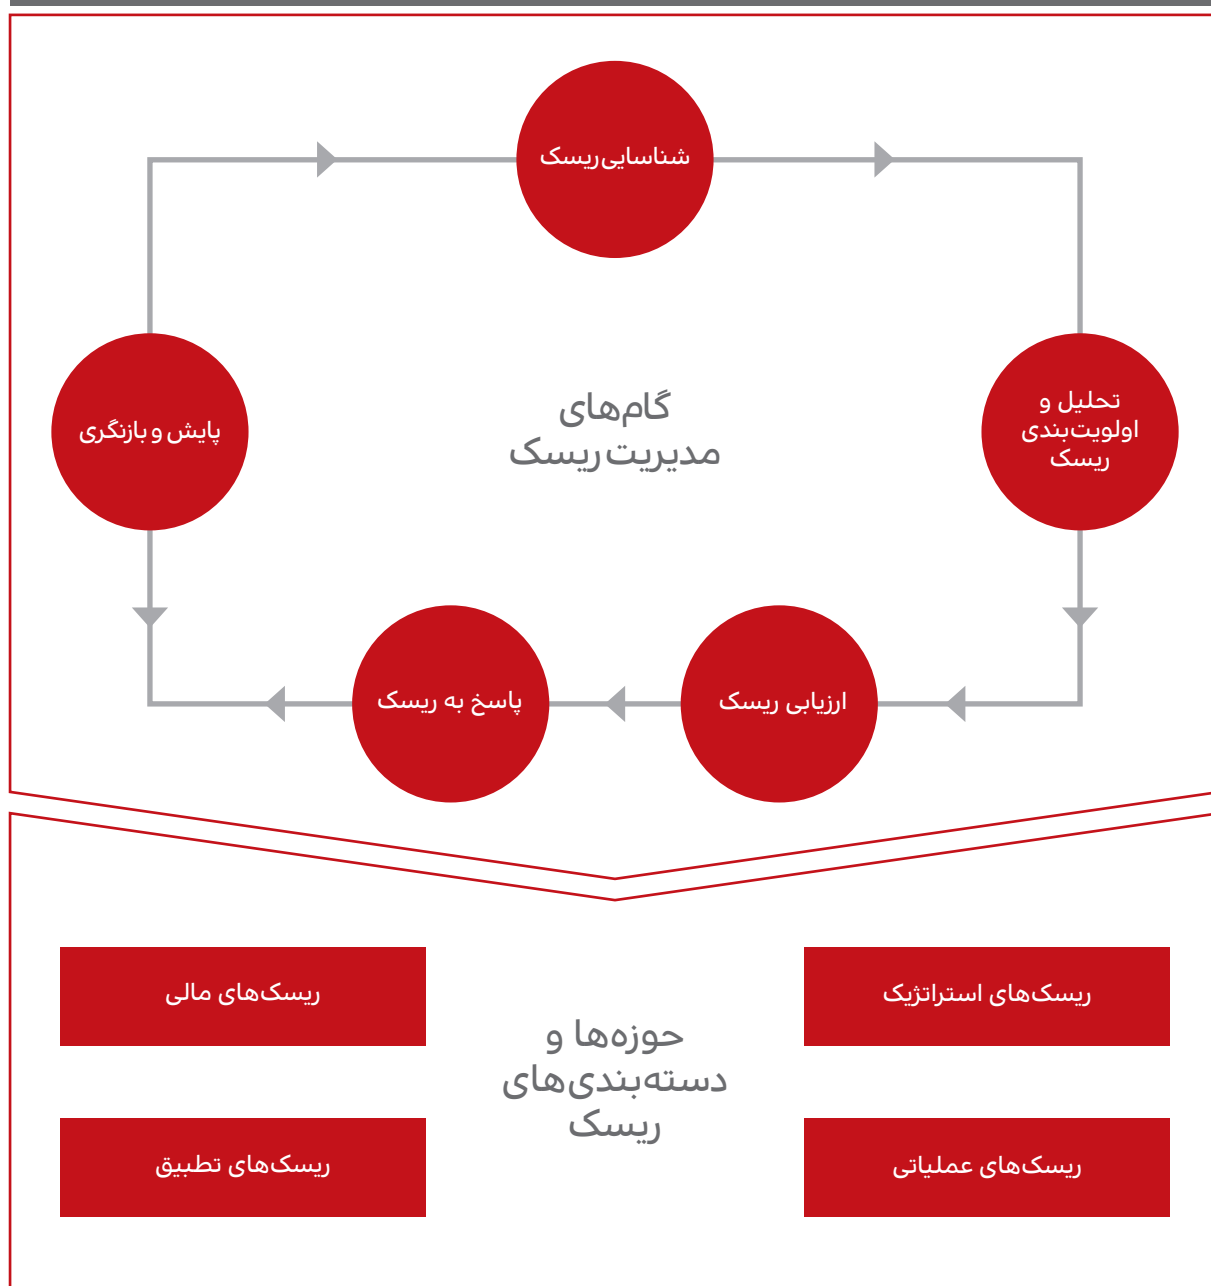 شناسایی ریسک
تحلیل و
اولویت‌بندی
ریسک
پایش و بازنگری
گام‌های
مدیریت ریسک
ارزیابی ریسک
پاسخ به ریسک
ریسک‌های استراتژیک
ریسک‌های مالی
حوزه‌ها و
دسته‌بندی‌های
ریسک
ریسک‌های عملیاتی
ریسک‌های تطبیق